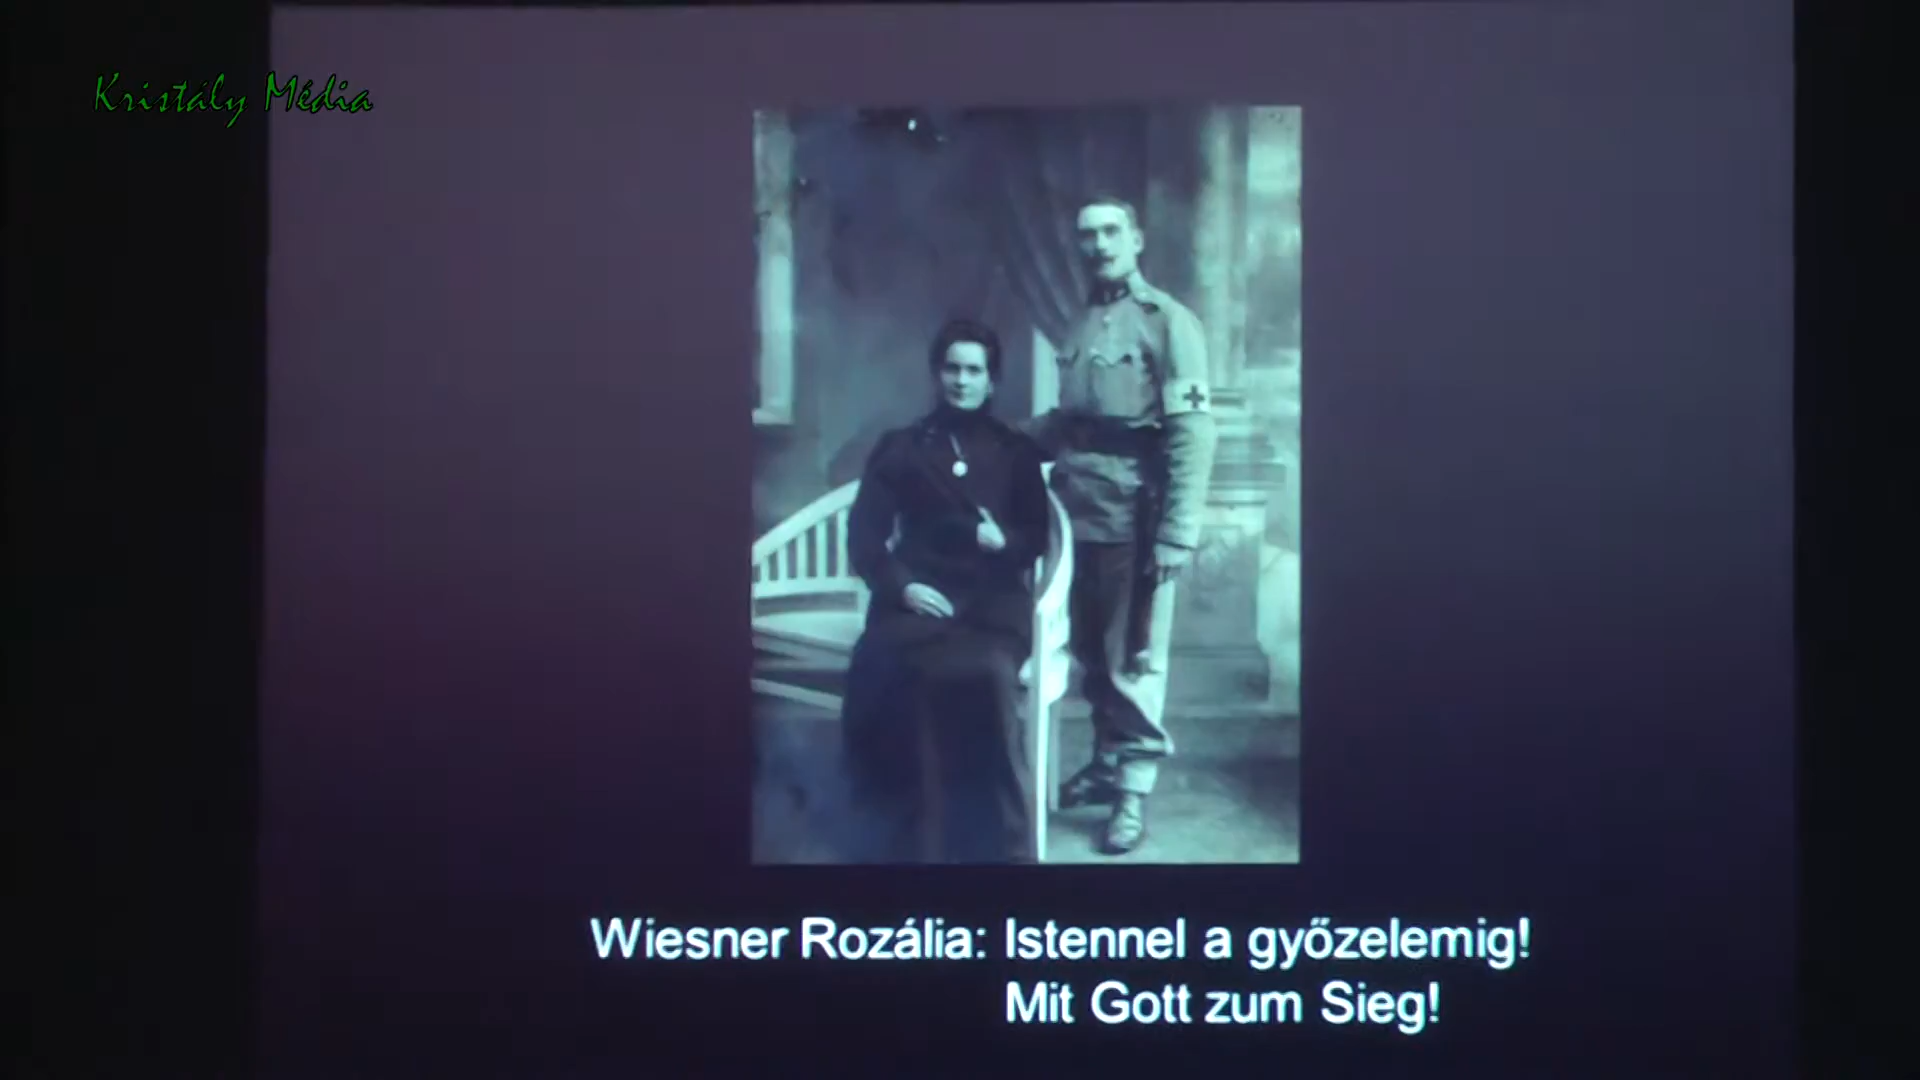 Kristály Média
Wiesner Rozália: Istennel a győzelemig!
Mit Gott zum Sieg!